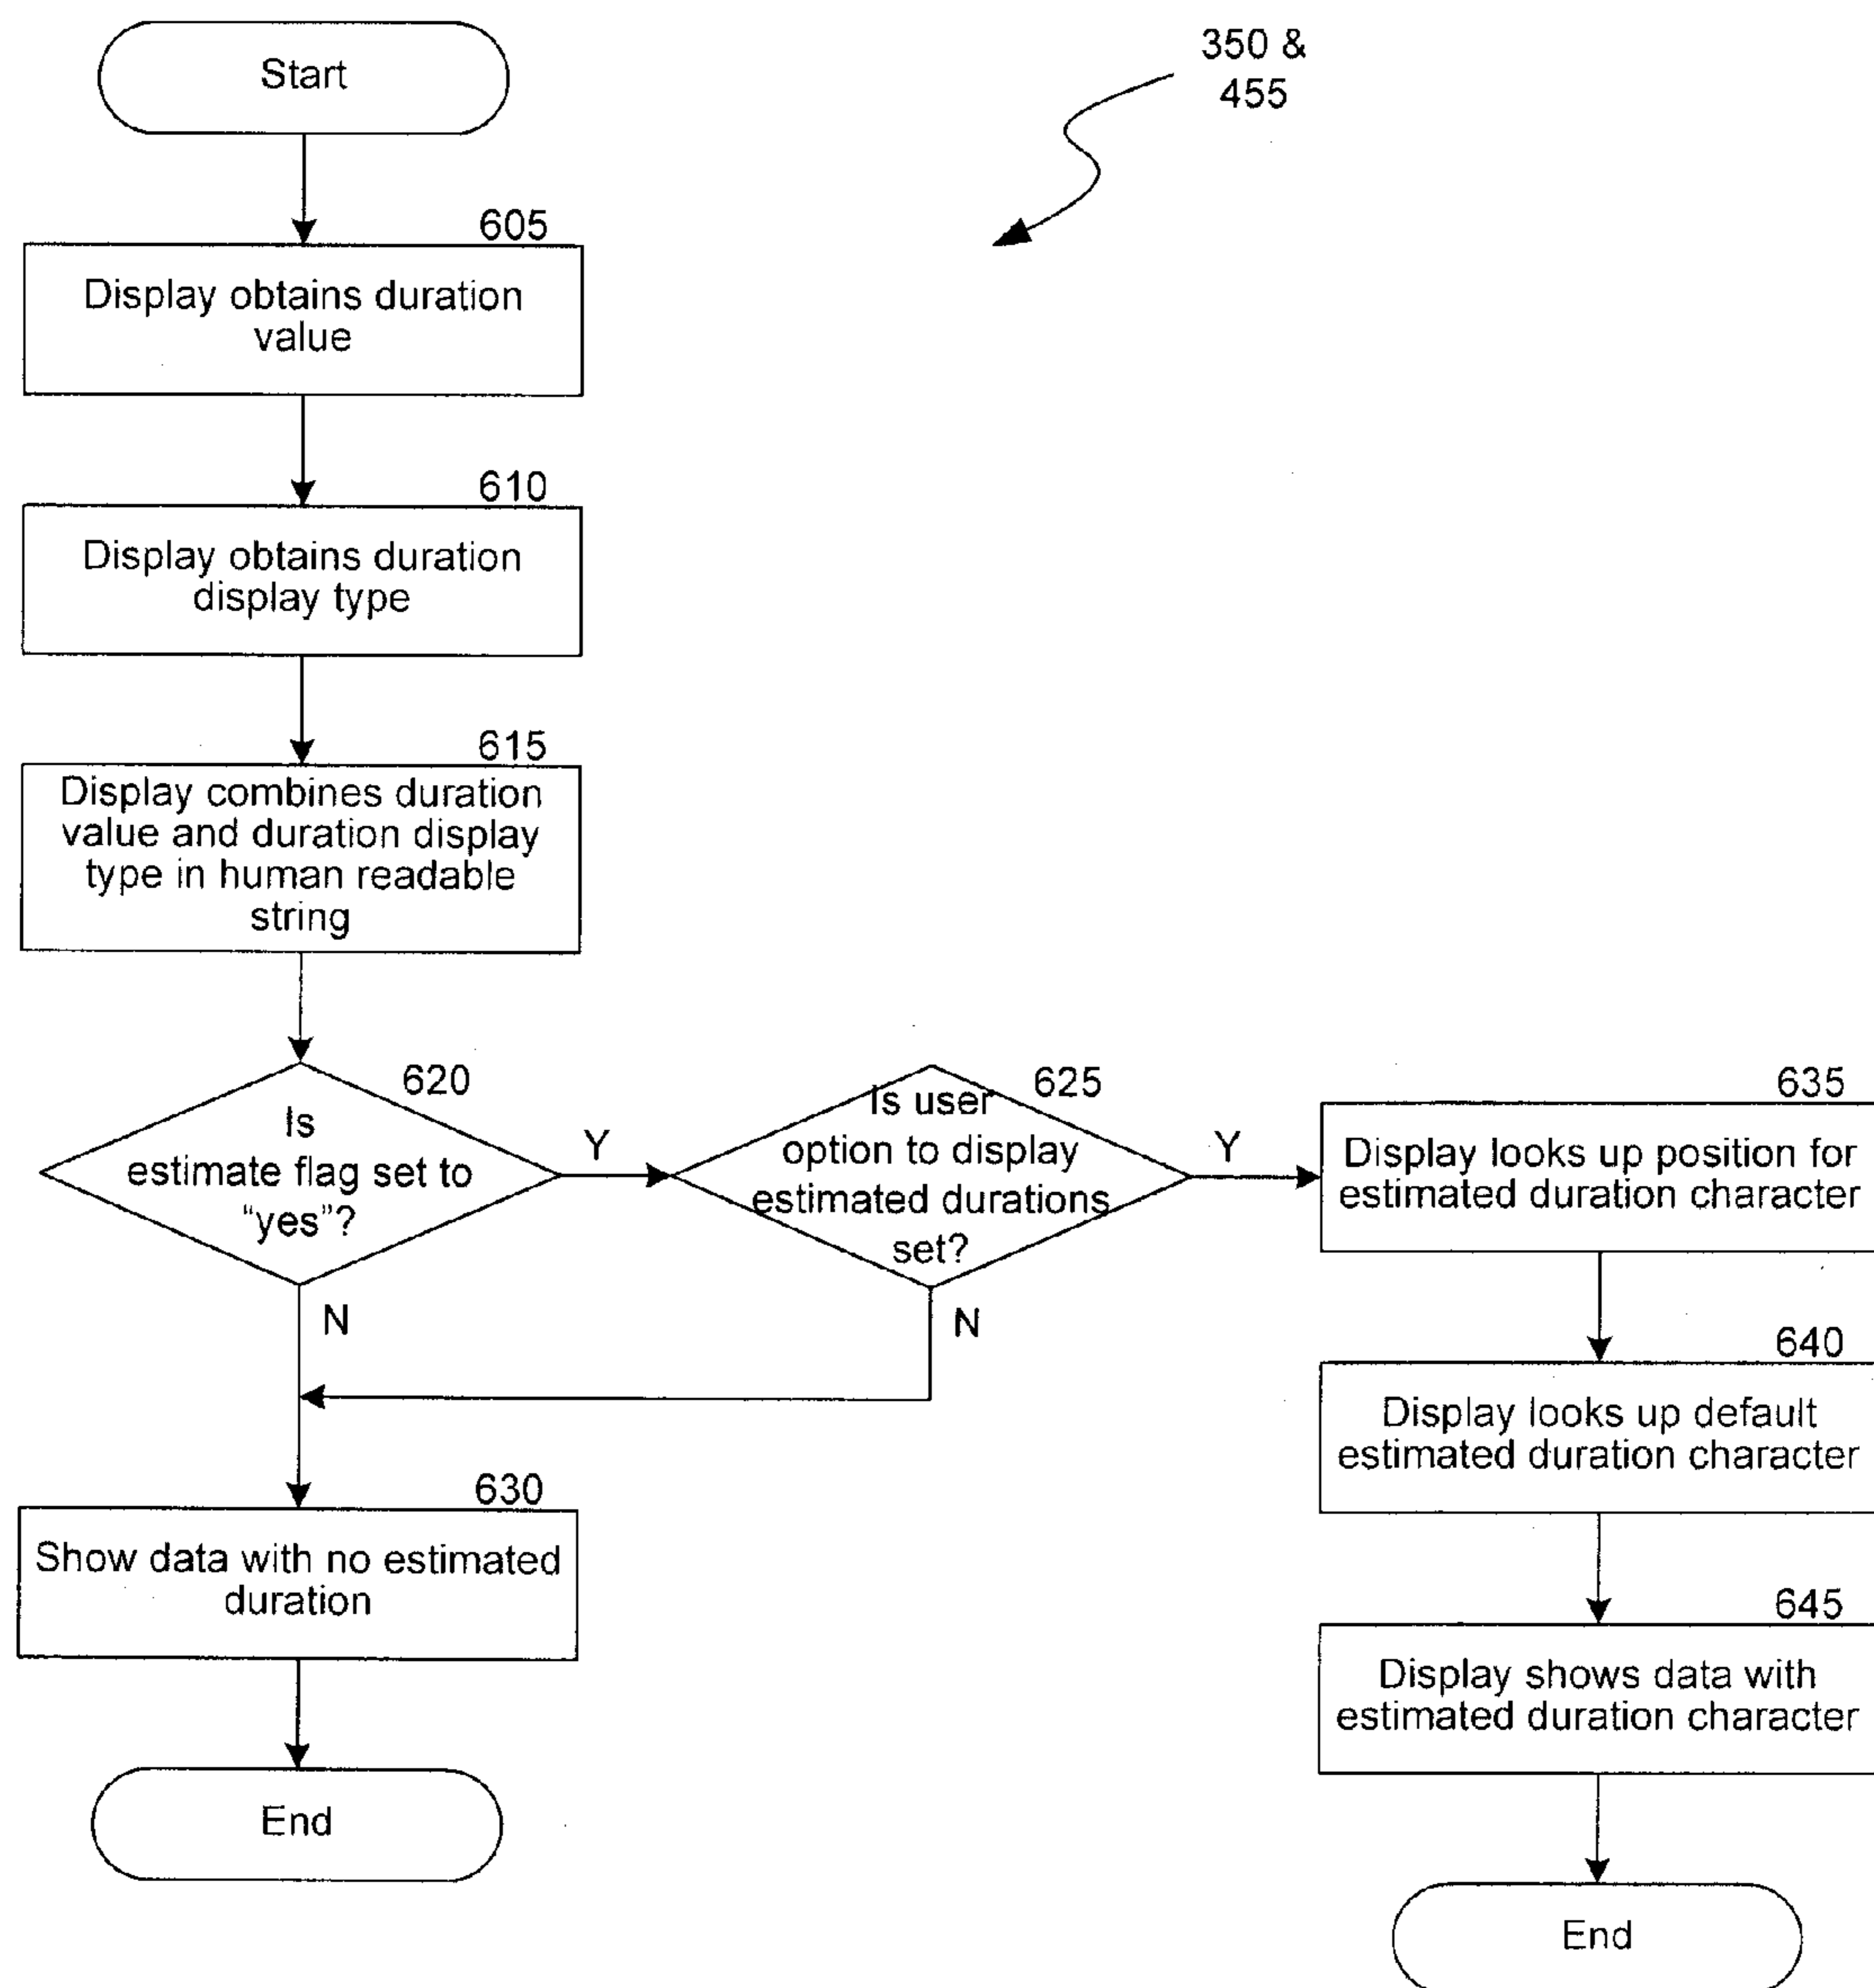 Start
350 &
455
605
Display obtains duration
value
610
Display obtains duration
display type
615
Display combines duration
value and duration display
type in human readable
string
620
Is
estimate flag set to
“yes”?
Y
N
625
Is user
option to display
estimated durations
set?
Y
N
630
Show data with no estimated
duration
End
635
Display looks up position for
estimated duration character
640
Display looks up default
estimated duration character
645
Display shows data with
estimated duration character
End